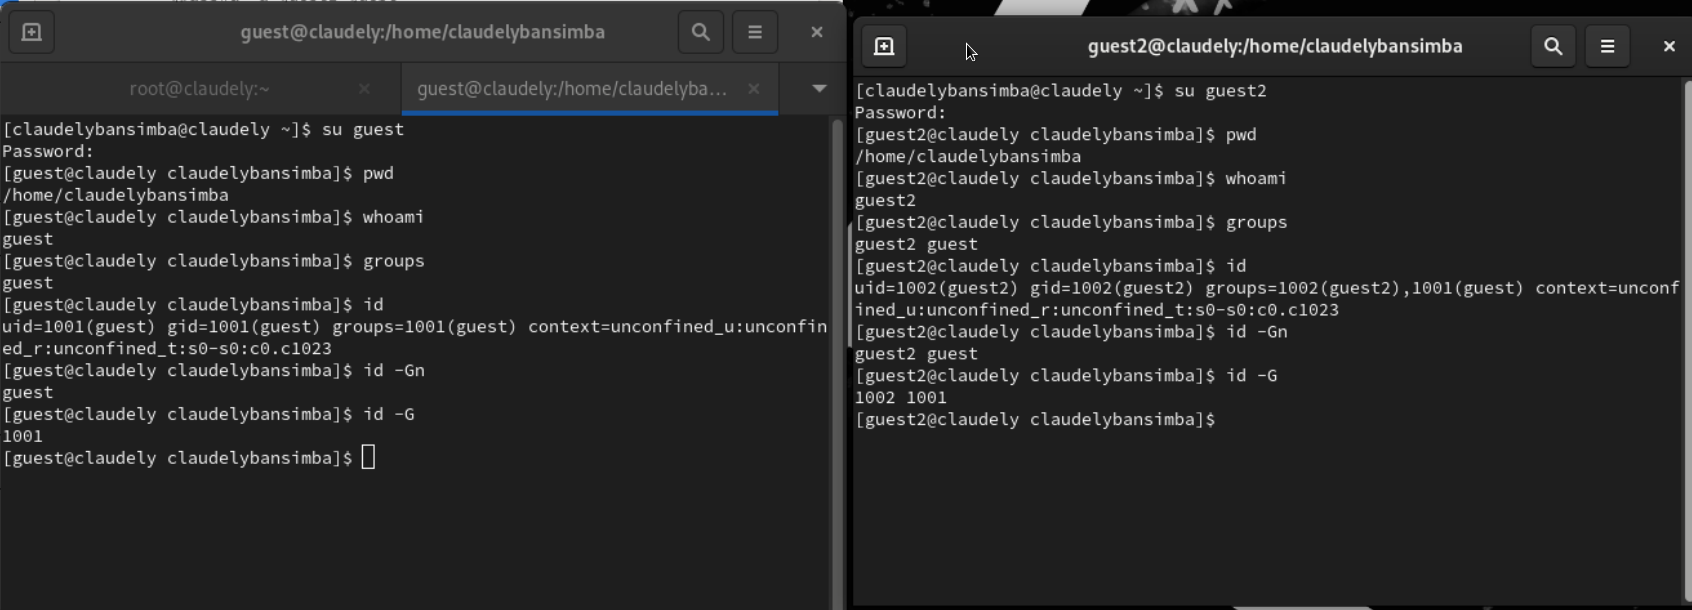 guest@claudely:/home/claudelybansimba
root@claudely:~
guest@claudely:/home/claudelyba…
[claudelybansimba@claudely ~]$ su guest
Password:
[guest@claudely claudelybansimba]$ pwd
/home/claudelybansimba
[guest@claudely claudelybansimba]$ whoami
guest
[guest@claudely claudelybansimba]$ groups
guest
[guest@claudely claudelybansimba]$ id
uid=1001(guest) gid=1001(guest) groups=1001(guest) context=unconfined_u:unconfin
ed_r:unconfined_t:s0-s0:c0.c1023
[guest@claudely claudelybansimba]$ id -Gn
guest
[guest@claudely claudelybansimba]$ id -G
1001
[guest@claudely claudelybansimba]$
guest2@claudely:/home/claudelybansimba
[claudelybansimba@claudely ~]$ su guest2
Password:
[guest2@claudely claudelybansimba]$ pwd
/home/claudelybansimba
[guest2@claudely claudelybansimba]$ whoami
guest2
[guest2@claudely claudelybansimba]$ groups
guest2 guest
[guest2@claudely claudelybansimba]$ id
uid=1002(guest2) gid=1002(guest2) groups=1002(guest2),1001(guest) context=unconf
ined_u:unconfined_r:unconfined_t:s0-s0:c0.c1023
[guest2@claudely claudelybansimba]$ id -Gn
guest2 guest
[guest2@claudely claudelybansimba]$ id -G
1002 1001
[guest2@claudely claudelybansimba]$